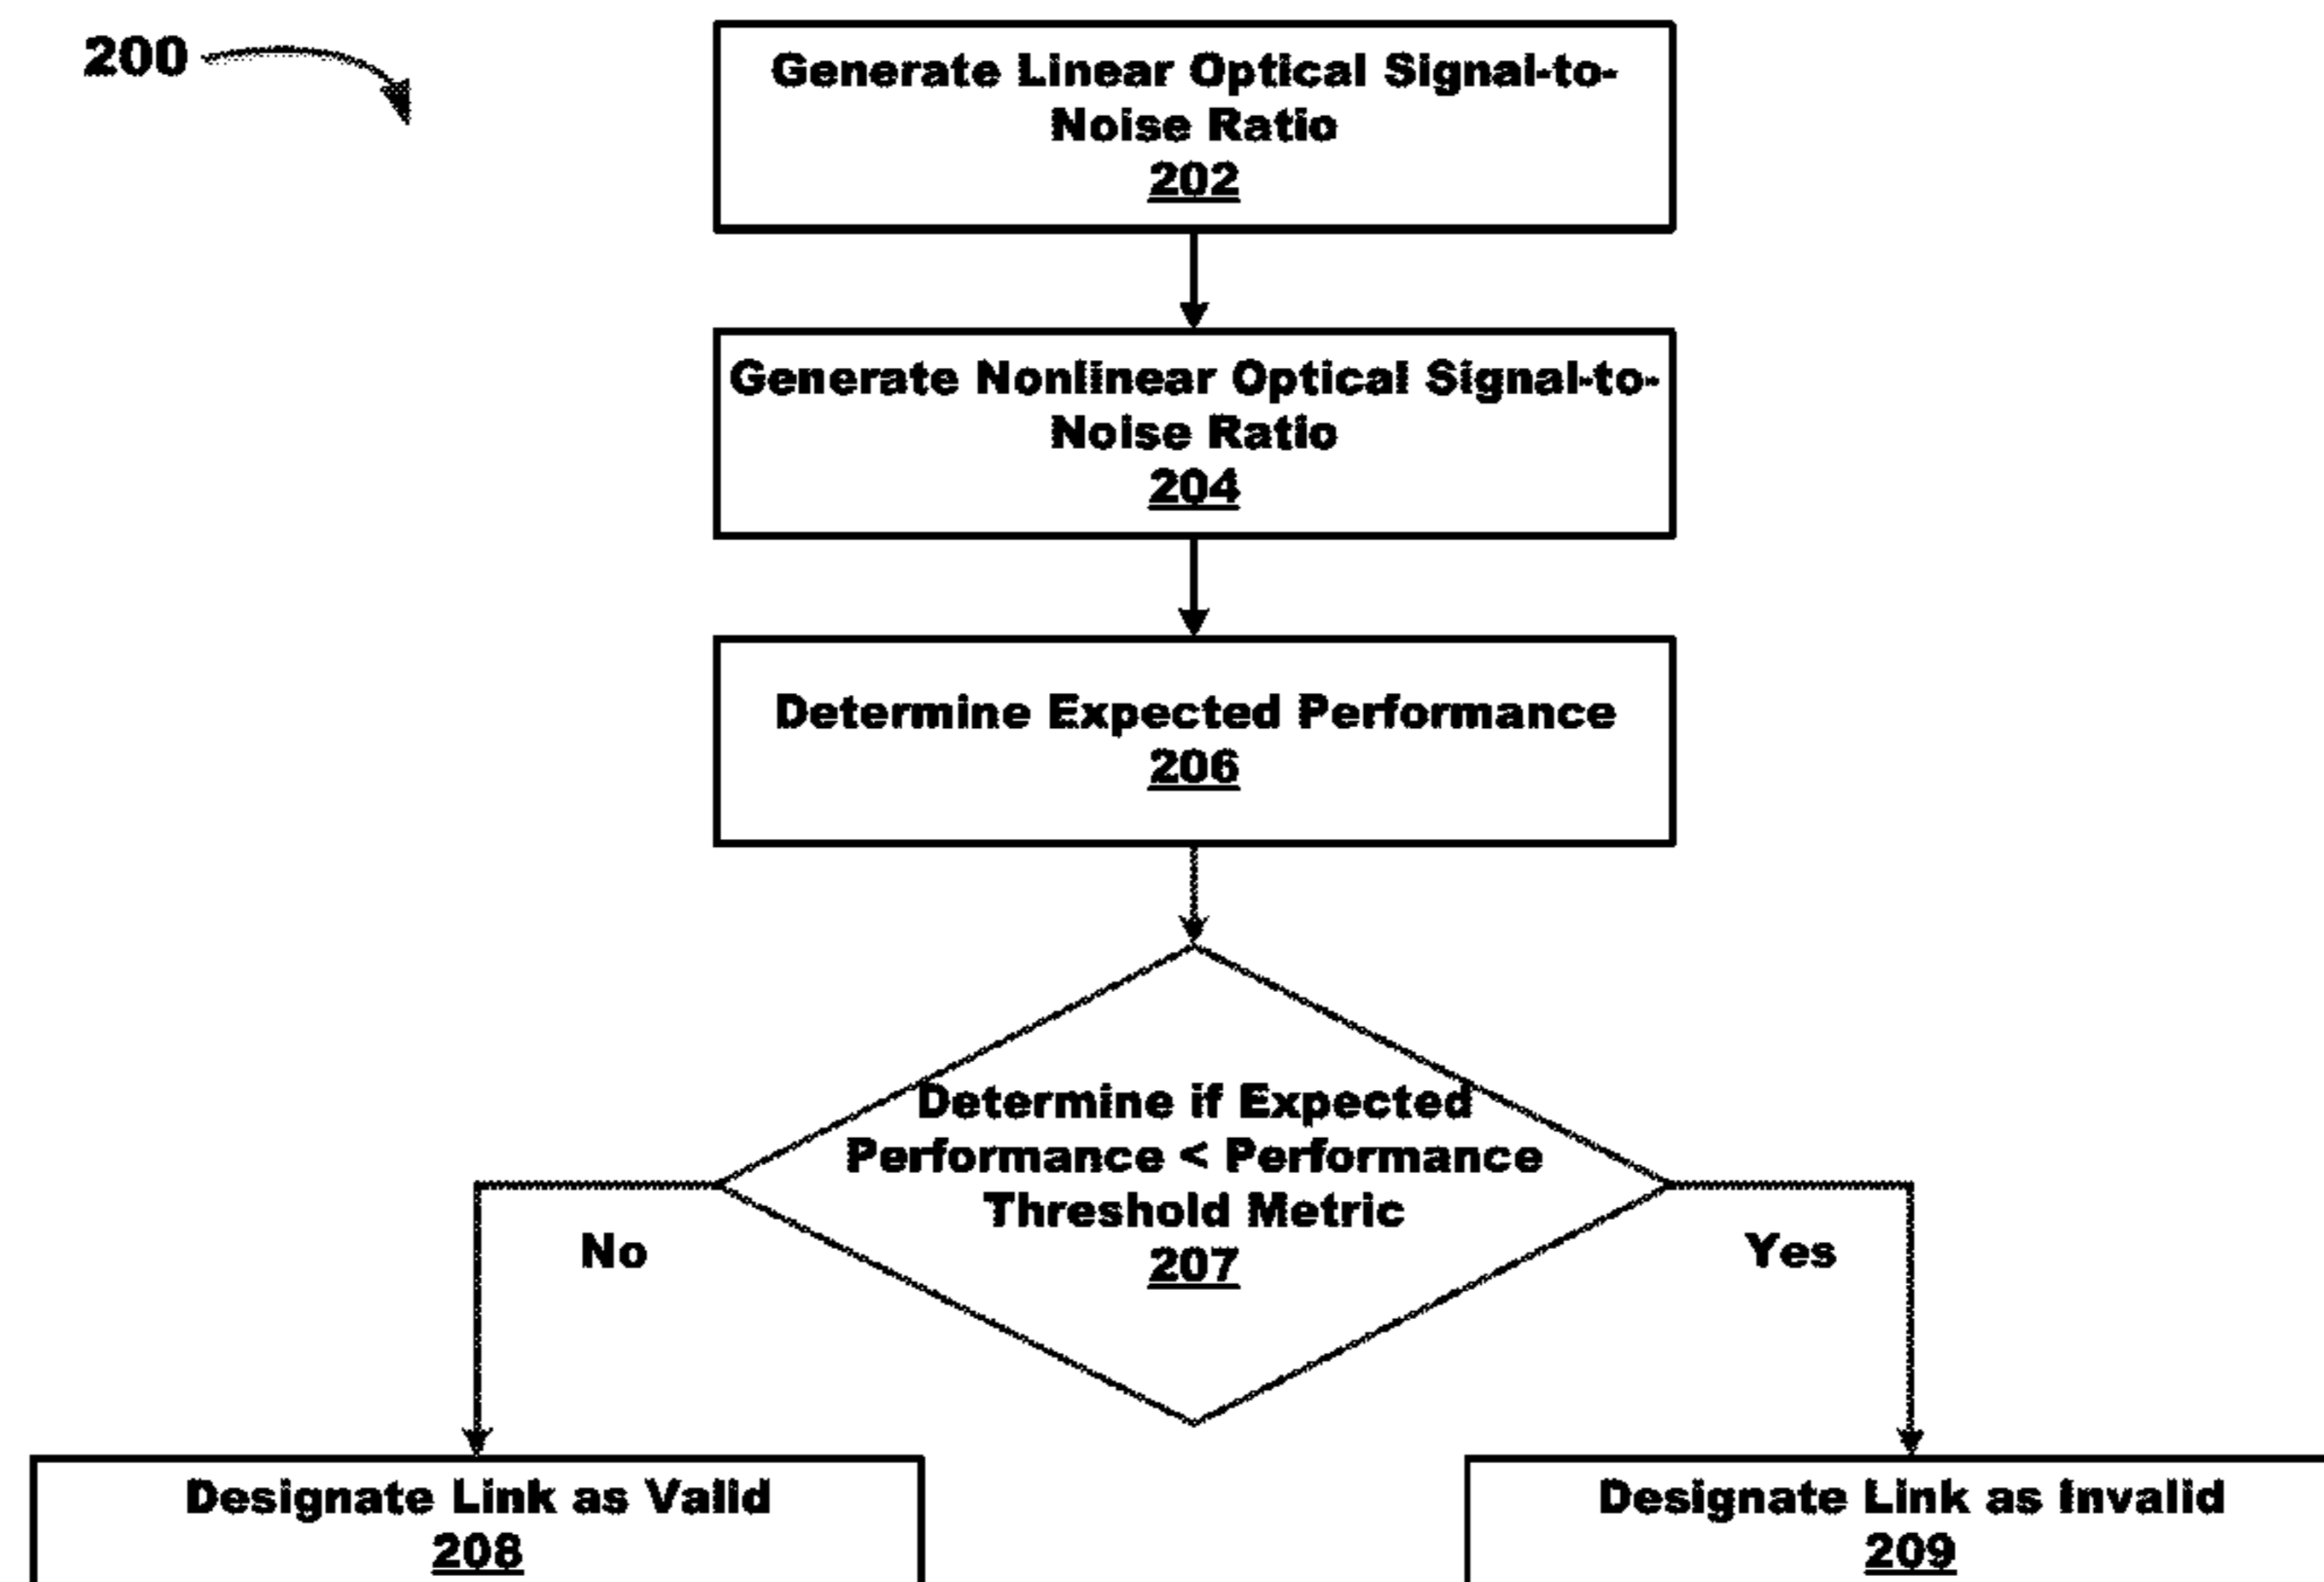 200
Generate Linear Optical Signal-to-
Noise Ratio
202
Generate Nonlinear Optical Signal-to-
Noise Ratio
204
Determine Expected Performance
206
Determine if Expected
Performance < Performance
Threshold Metric
207
No
Yes
Designate Link as Valid
208
Designate Link as Invalid
209